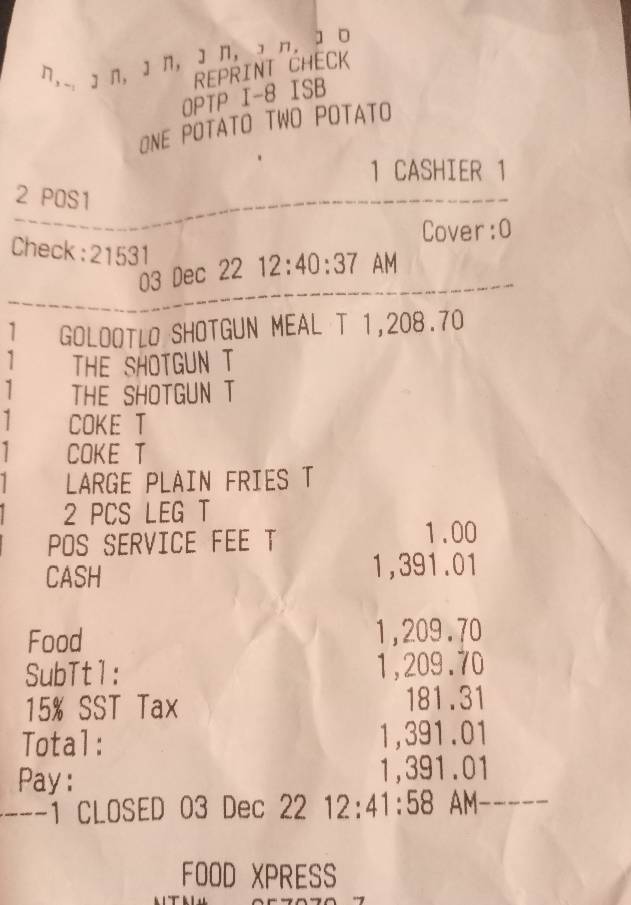 REPRINT CHECK
OPTP I-8 ISB
ONE POTATO TWO POTATO
1 CASHIER 1
2 POS1
Cover:0
Check:21531
03 Dec 22 12:40:37 AM
1 GOLOOTLO SHOTGUN MEAL T 1,208.70
1 THE SHOTGUN T
1 THE SHOTGUN T
1 COKE T
1 COKE T
1 LARGE PLAIN FRIES T
1 2 PCS LEG T
1 POS SERVICE FEE T 1.00
CASH 1,391.01
Food 1,209.70
SubTtl: 1,209.70
15% SST Tax 181.31
Total: 1,391.01
Pay: 1,391.01
----1 CLOSED 03 Dec 22 12:41:58 AM-----
FOOD XPRESS